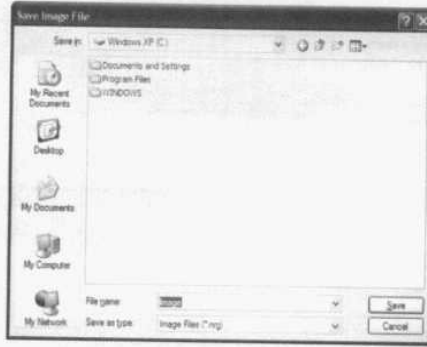 Save Image File
Save in: Windows XP (C:)
Documents and Settings
Program Files
WINDOWS
My Recent
Documents
Desktop
My Documents
My Computer
My Network
File name: Image
Save as type: Image Files (*.nrg)
Save
Cancel